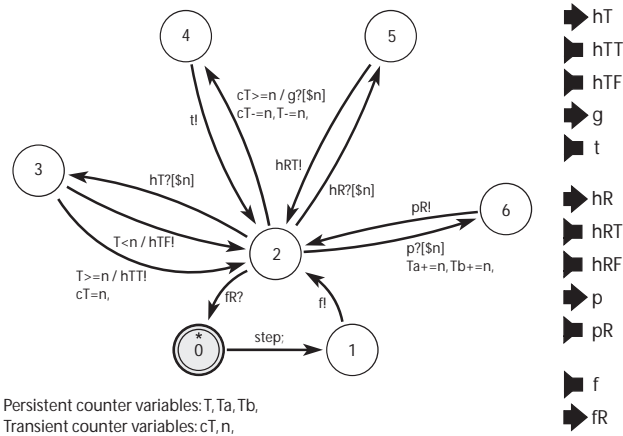 4
5
hT
hTT
hTF
g
t
cT>=n / g?[$n]
cT-=n,T-=n,
t!
3
hT?[$n]
hRT!
hR?[$n]
hR
hRT
hRF
p
pR
pR!
6
T<n / hTF!
2
p?[$n]
Ta+=n,Tb+=n,
T>=n / hTT!
cT=n,
fR?
f!
*
0
step;
1
f
fR
Persistent counter variables: T, Ta, Tb,
Transient counter variables: cT, n,